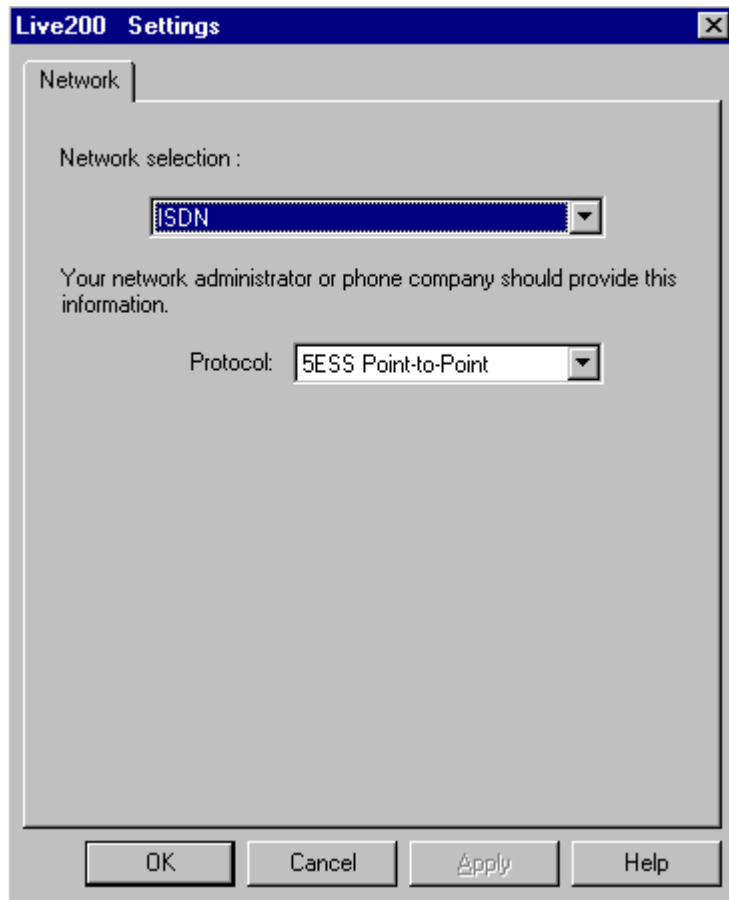 Live200 Settings
Network
Network selection :
ISDN
Your network administrator or phone company should provide this
information.
Protocol: 5ESS Point-to-Point
OK Cancel Apply Help